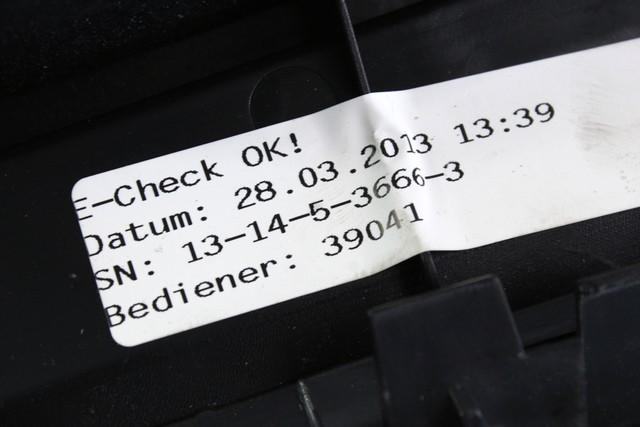 E-Check OK!
Datum: 28.03.2013 13:39
SN: 13-14-5-3666-3
Bediener: 39041